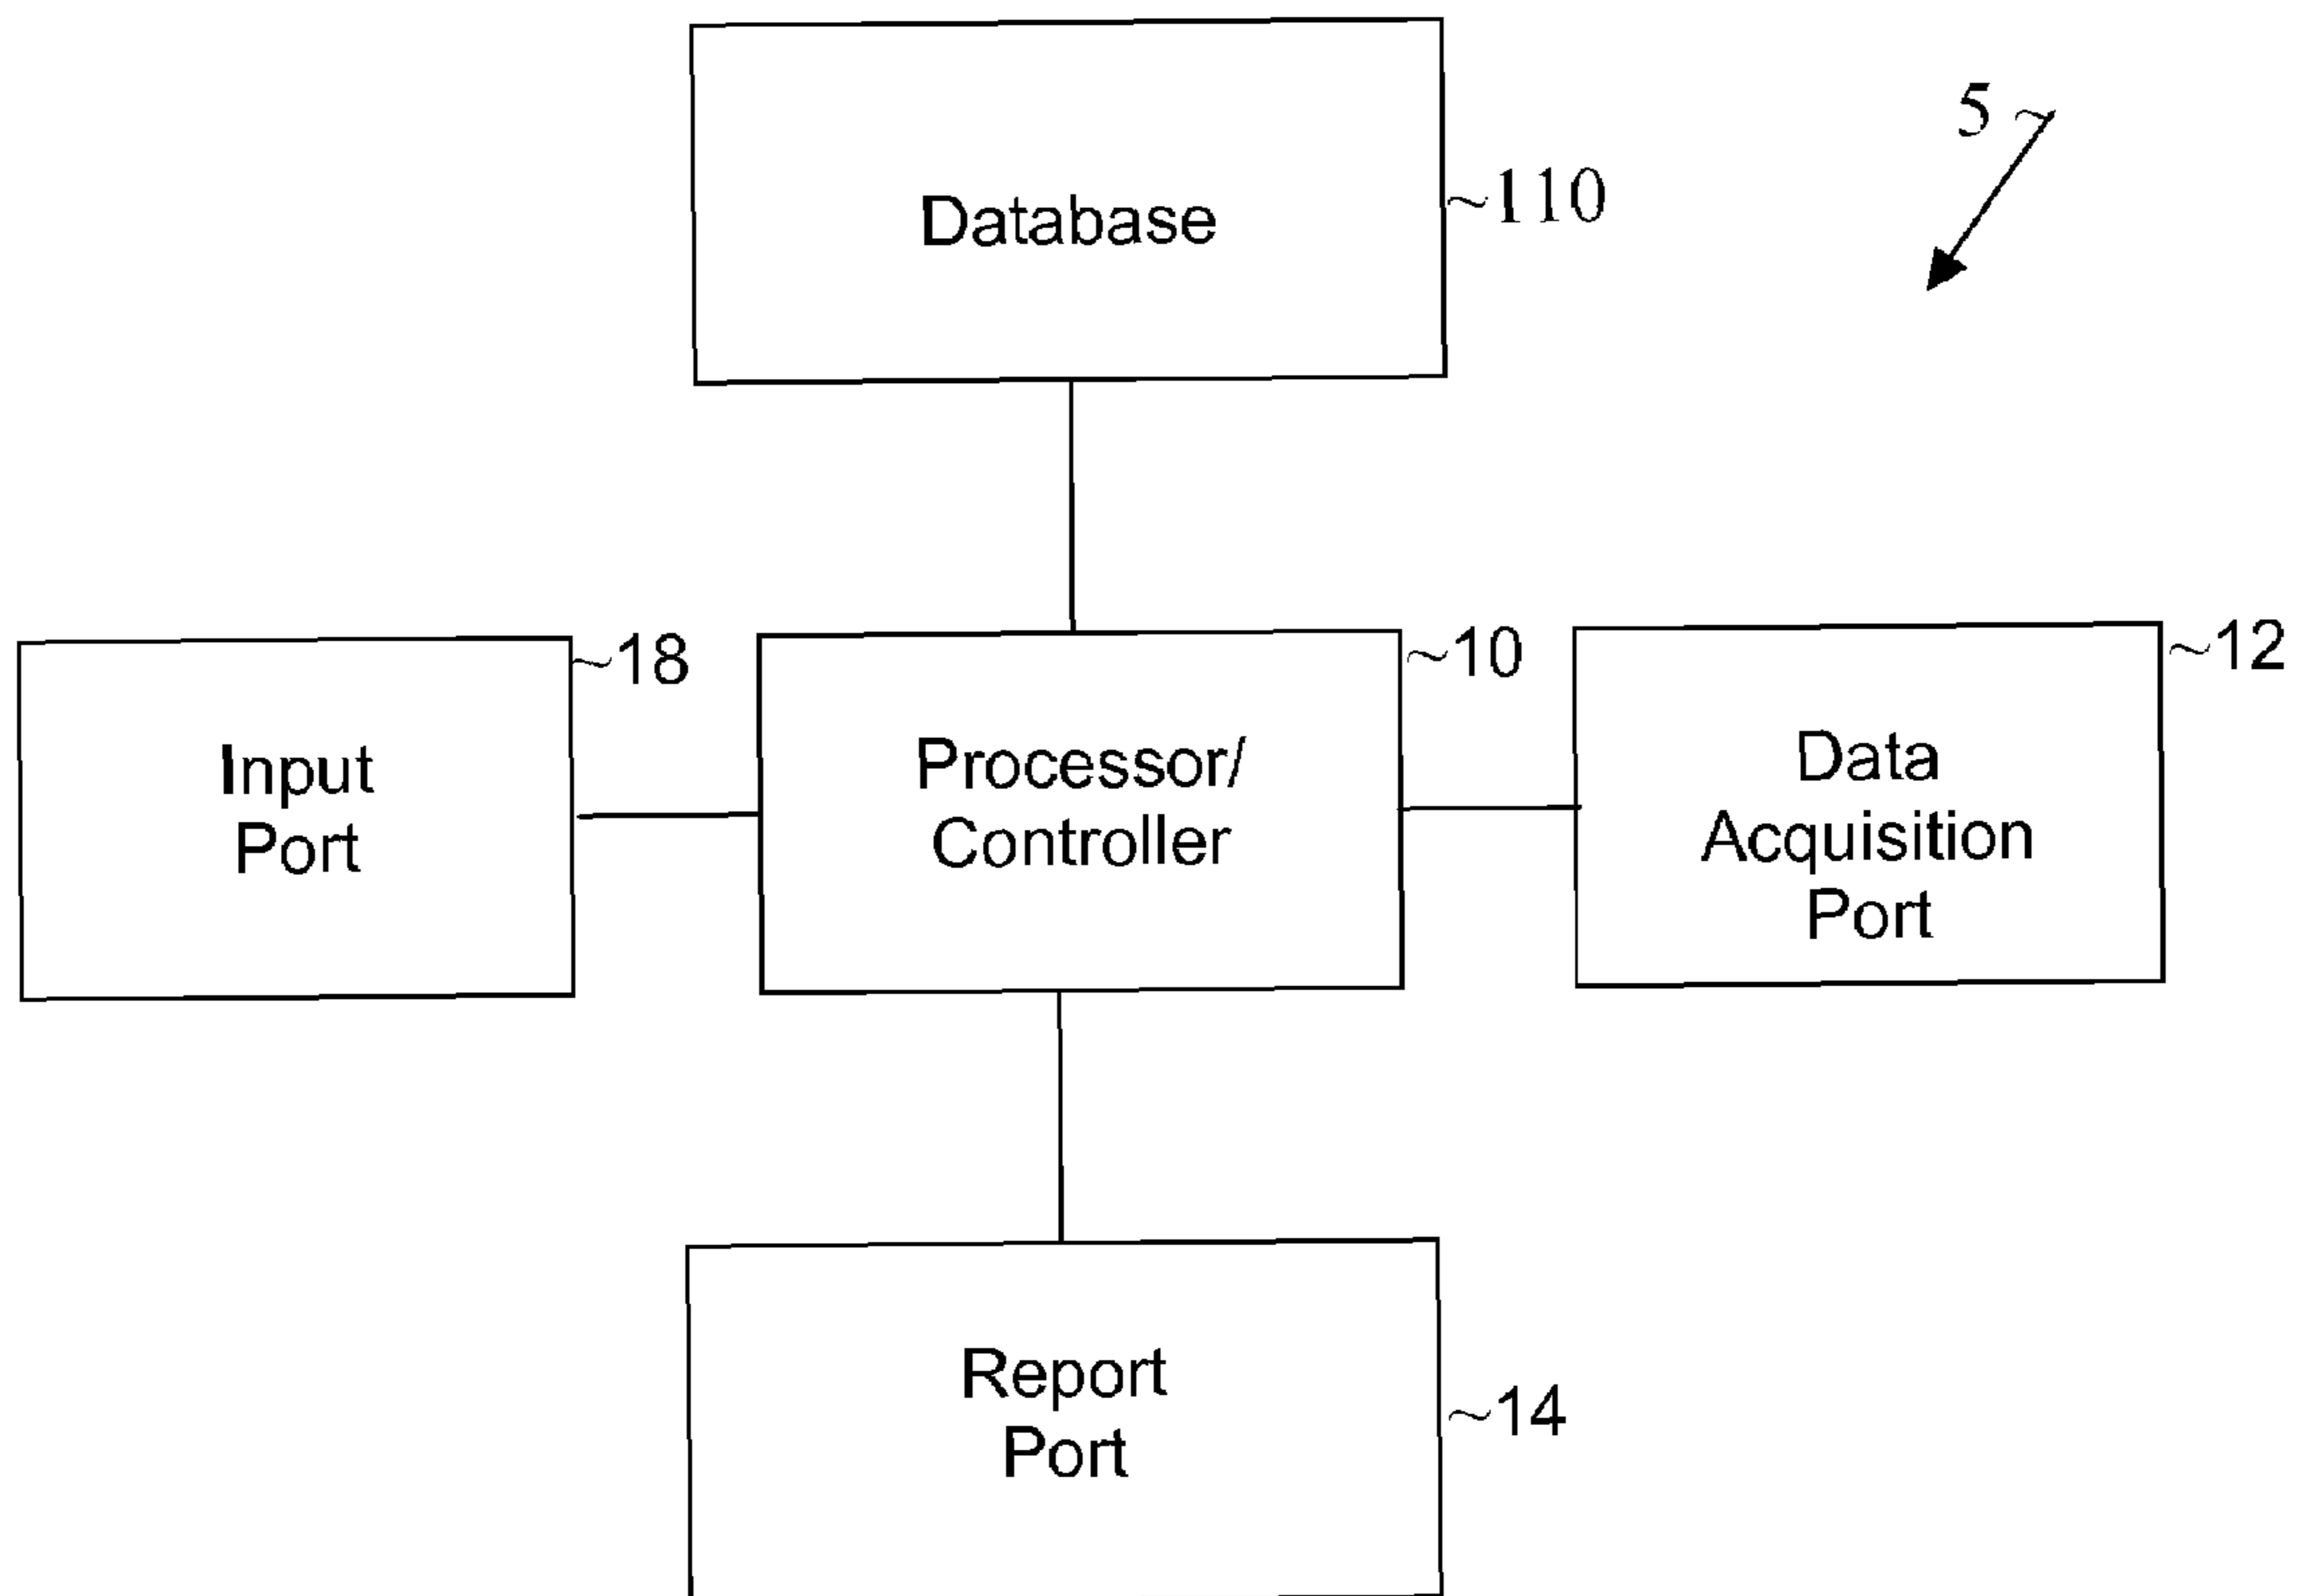 5
Database
~110
~18
~10
~12
Input
Port
Processor/
Controller
Data
Acquisition
Port
Report
Port
~14